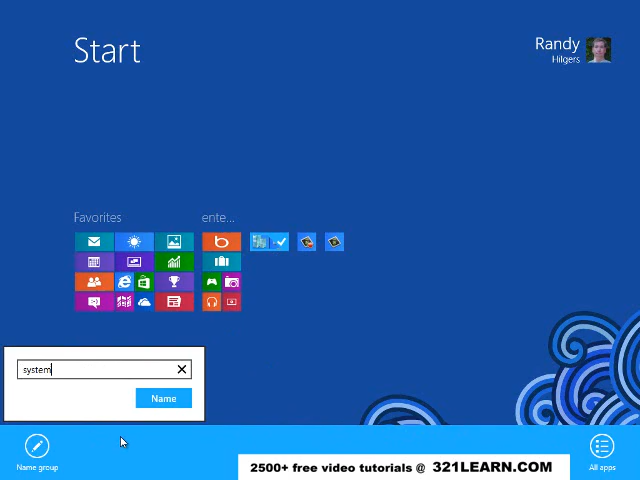 Start
Randy
Hilgers
Favorites
ente...
system
Name
Name group
All apps
2500+ free video tutorials @ 321LEARN.COM